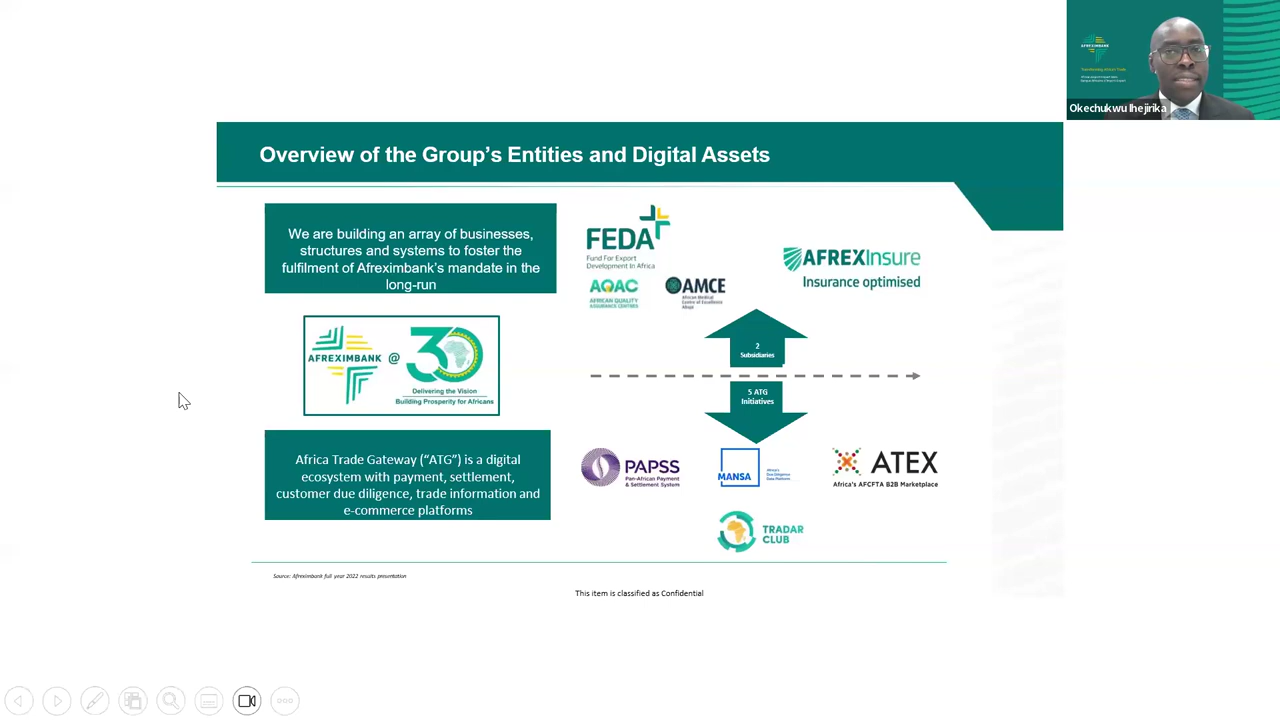 AFREXIMBANK
Okechukwu Ihejirika
Overview of the Group's Entities and Digital Assets
We are building an array of businesses,
structures and systems to foster the
fulfilment of Afreximbank's mandate in the
long-run
FEDA
Fund For Export
Development In Africa
AQAC
AFRICAN QUALITY
ASSURANCE CENTRES
AMCE
African Medical
Centre of Excellence
Abuja
AFREXInsure
Insurance optimised
AFREXIMBANK @ 30
Delivering the Vision
Building Prosperity for Africans
2
Subsidiaries
5 ATG
Initiatives
Africa Trade Gateway ("ATG") is a digital
ecosystem with payment, settlement,
customer due diligence, trade information and
e-commerce platforms
PAPSS
Pan-African Payment
& Settlement System
MANSA
Africa's
Due Diligence
Data Platform
ATEX
Africa's AFCFTA B2B Marketplace
TRADAR
CLUB
Source: Afreximbank full year 2022 results presentation
This item is classified as Confidential